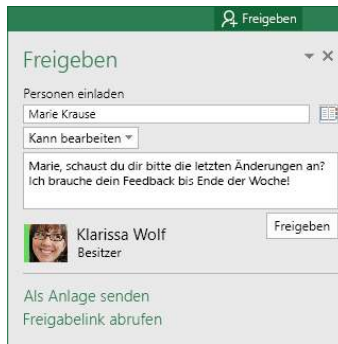 Freigeben
Freigeben
Personen einladen
Marie Krause
Kann bearbeiten
Marie, schaust du dir bitte die letzten Änderungen an?
Ich brauche dein Feedback bis Ende der Woche!
Freigeben
Klarissa Wolf
Besitzer
Als Anlage senden
Freigabelink abrufen